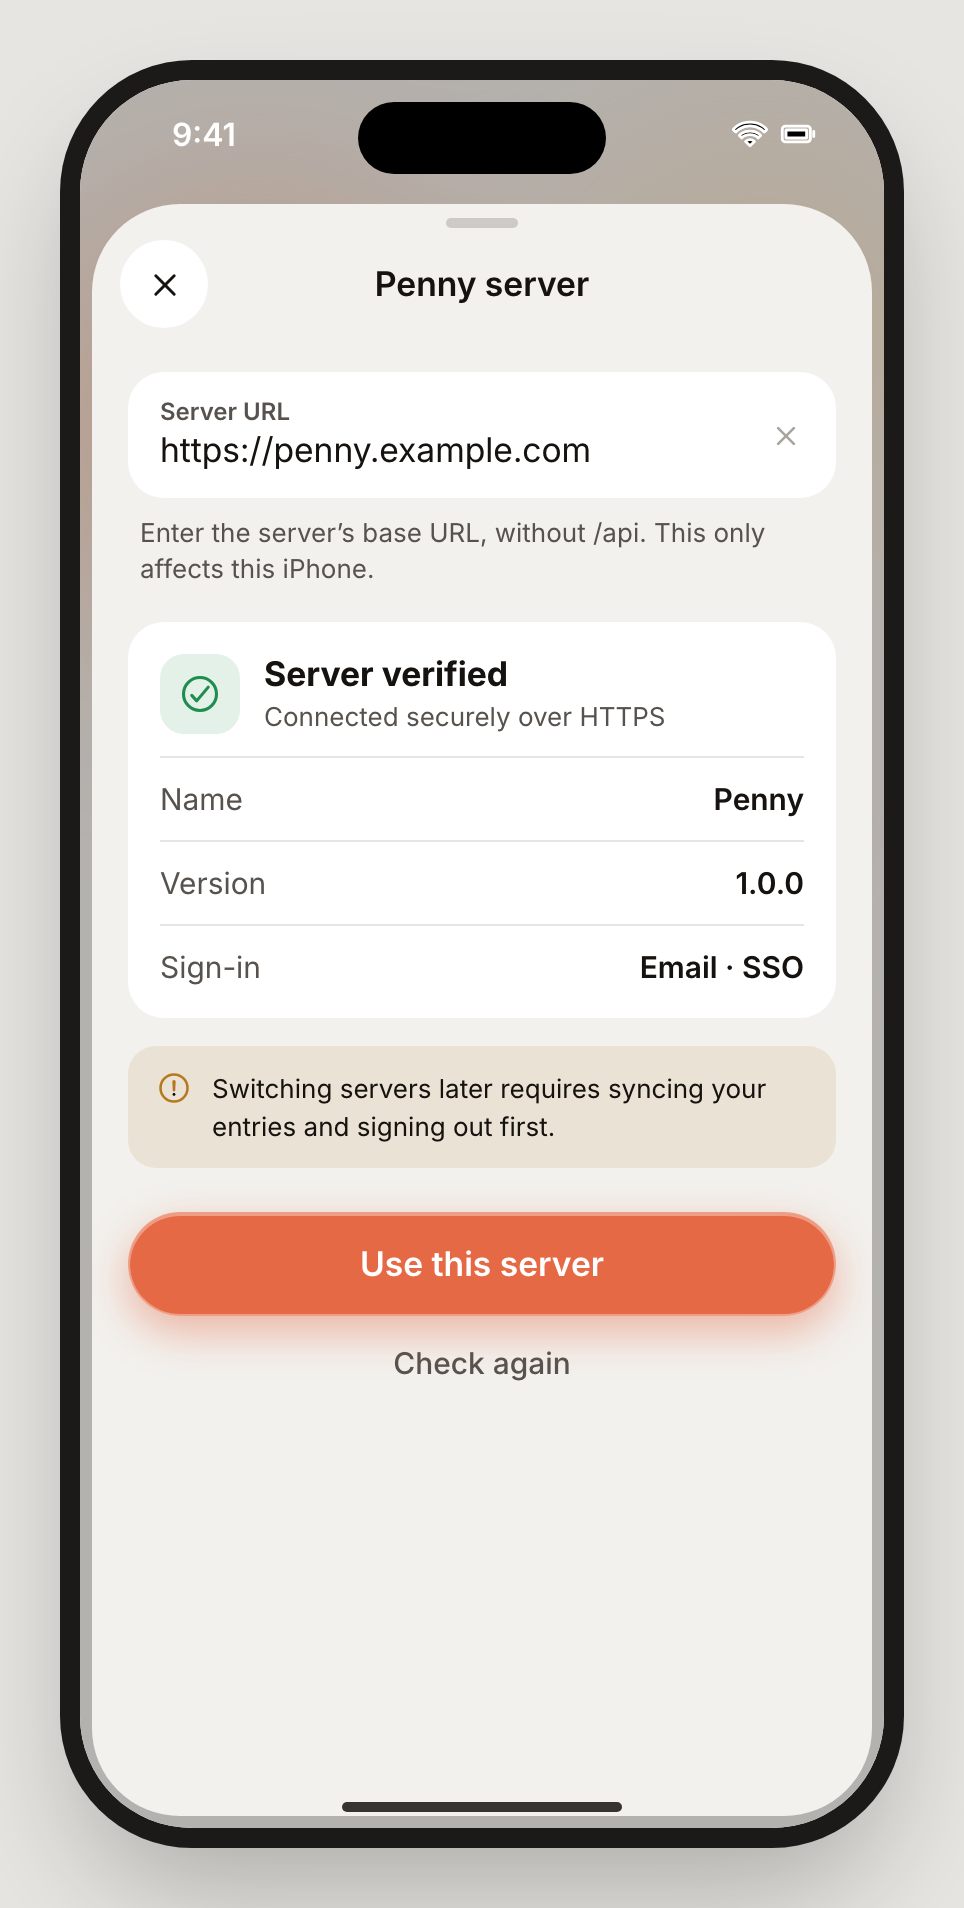 9:41
Penny server
Server URL
https://penny.example.com
Enter the server’s base URL, without /api. This only
affects this iPhone.
Server verified
Connected securely over HTTPS
Name Penny
Version 1.0.0
Sign-in Email · SSO
Switching servers later requires syncing your
entries and signing out first.
Use this server
Check again